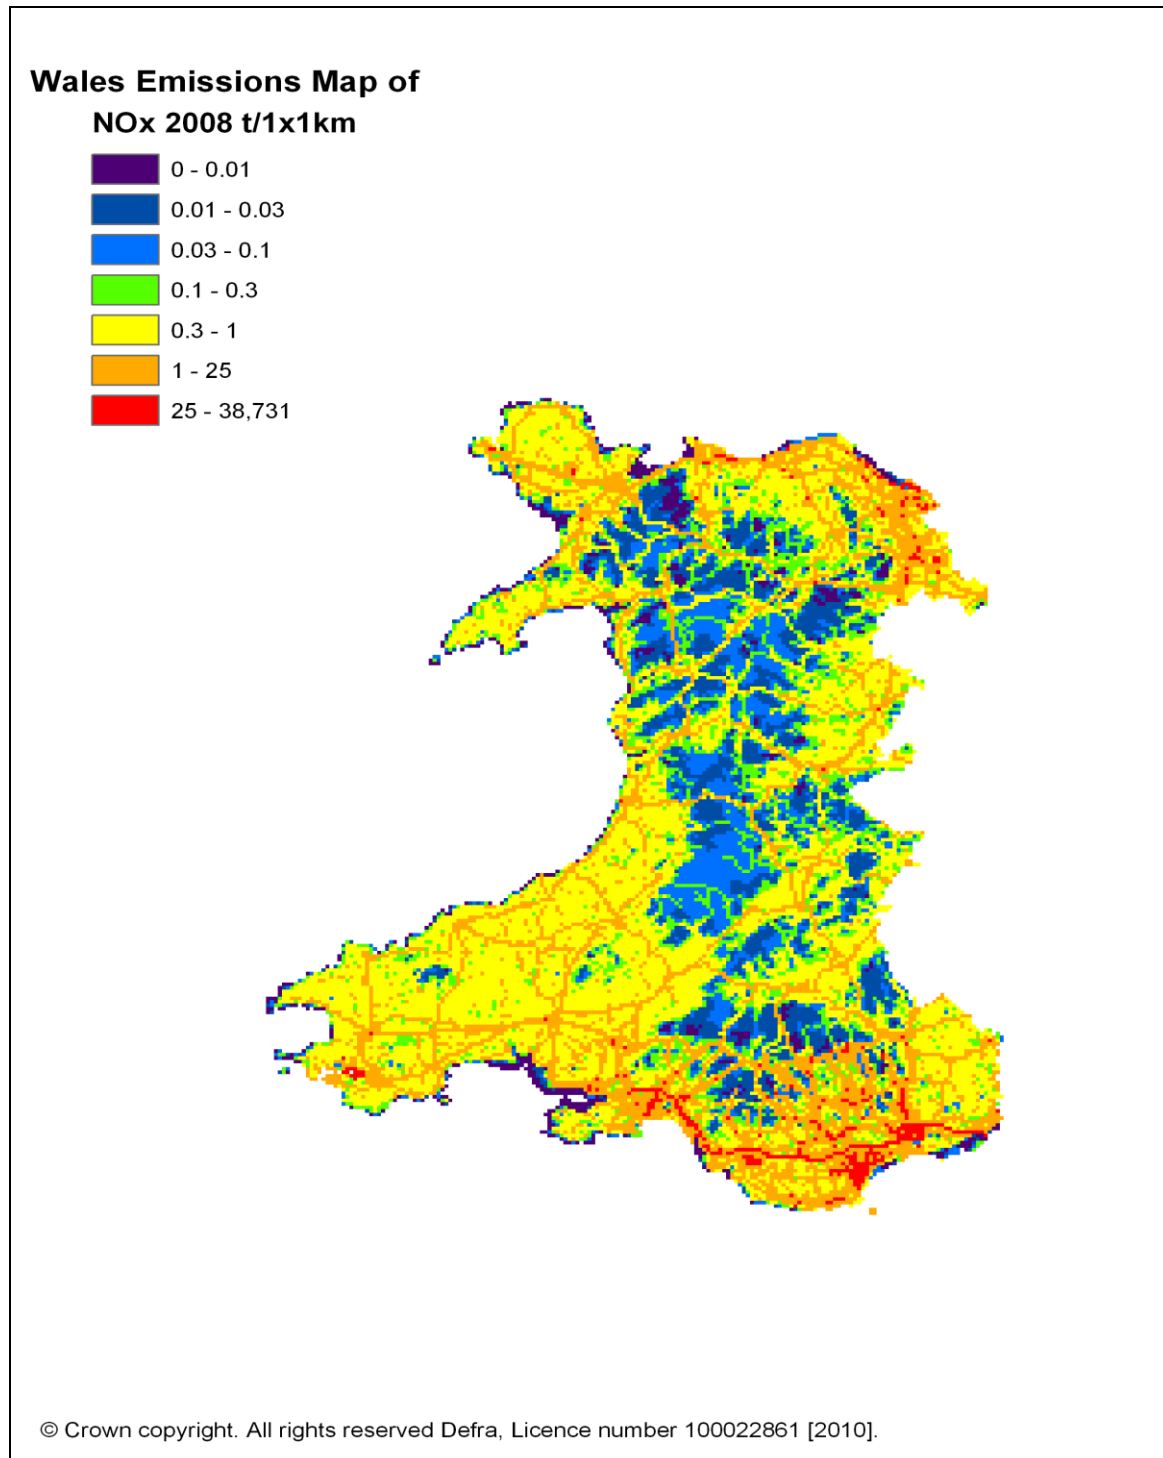 Wales Emissions Map of
NOx 2008 t/1x1km
0 - 0.01
0.01 - 0.03
0.03 - 0.1
0.1 - 0.3
0.3 - 1
1 - 25
25 - 38,731
© Crown copyright. All rights reserved Defra, Licence number 100022861 [2010].